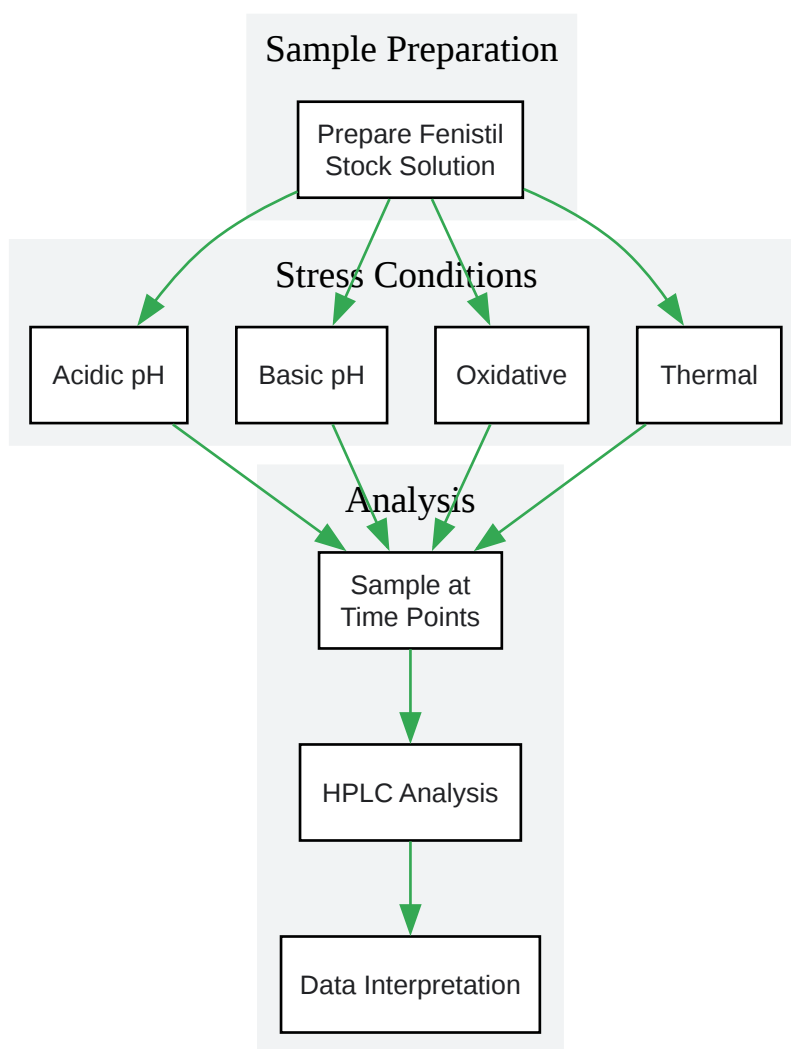 Sample Preparation
Prepare Fenistil
Stock Solution
Stress Conditions
Acidic pH
Basic pH
Oxidative
Thermal
Analysis
Sample at
Time Points
HPLC Analysis
Data Interpretation